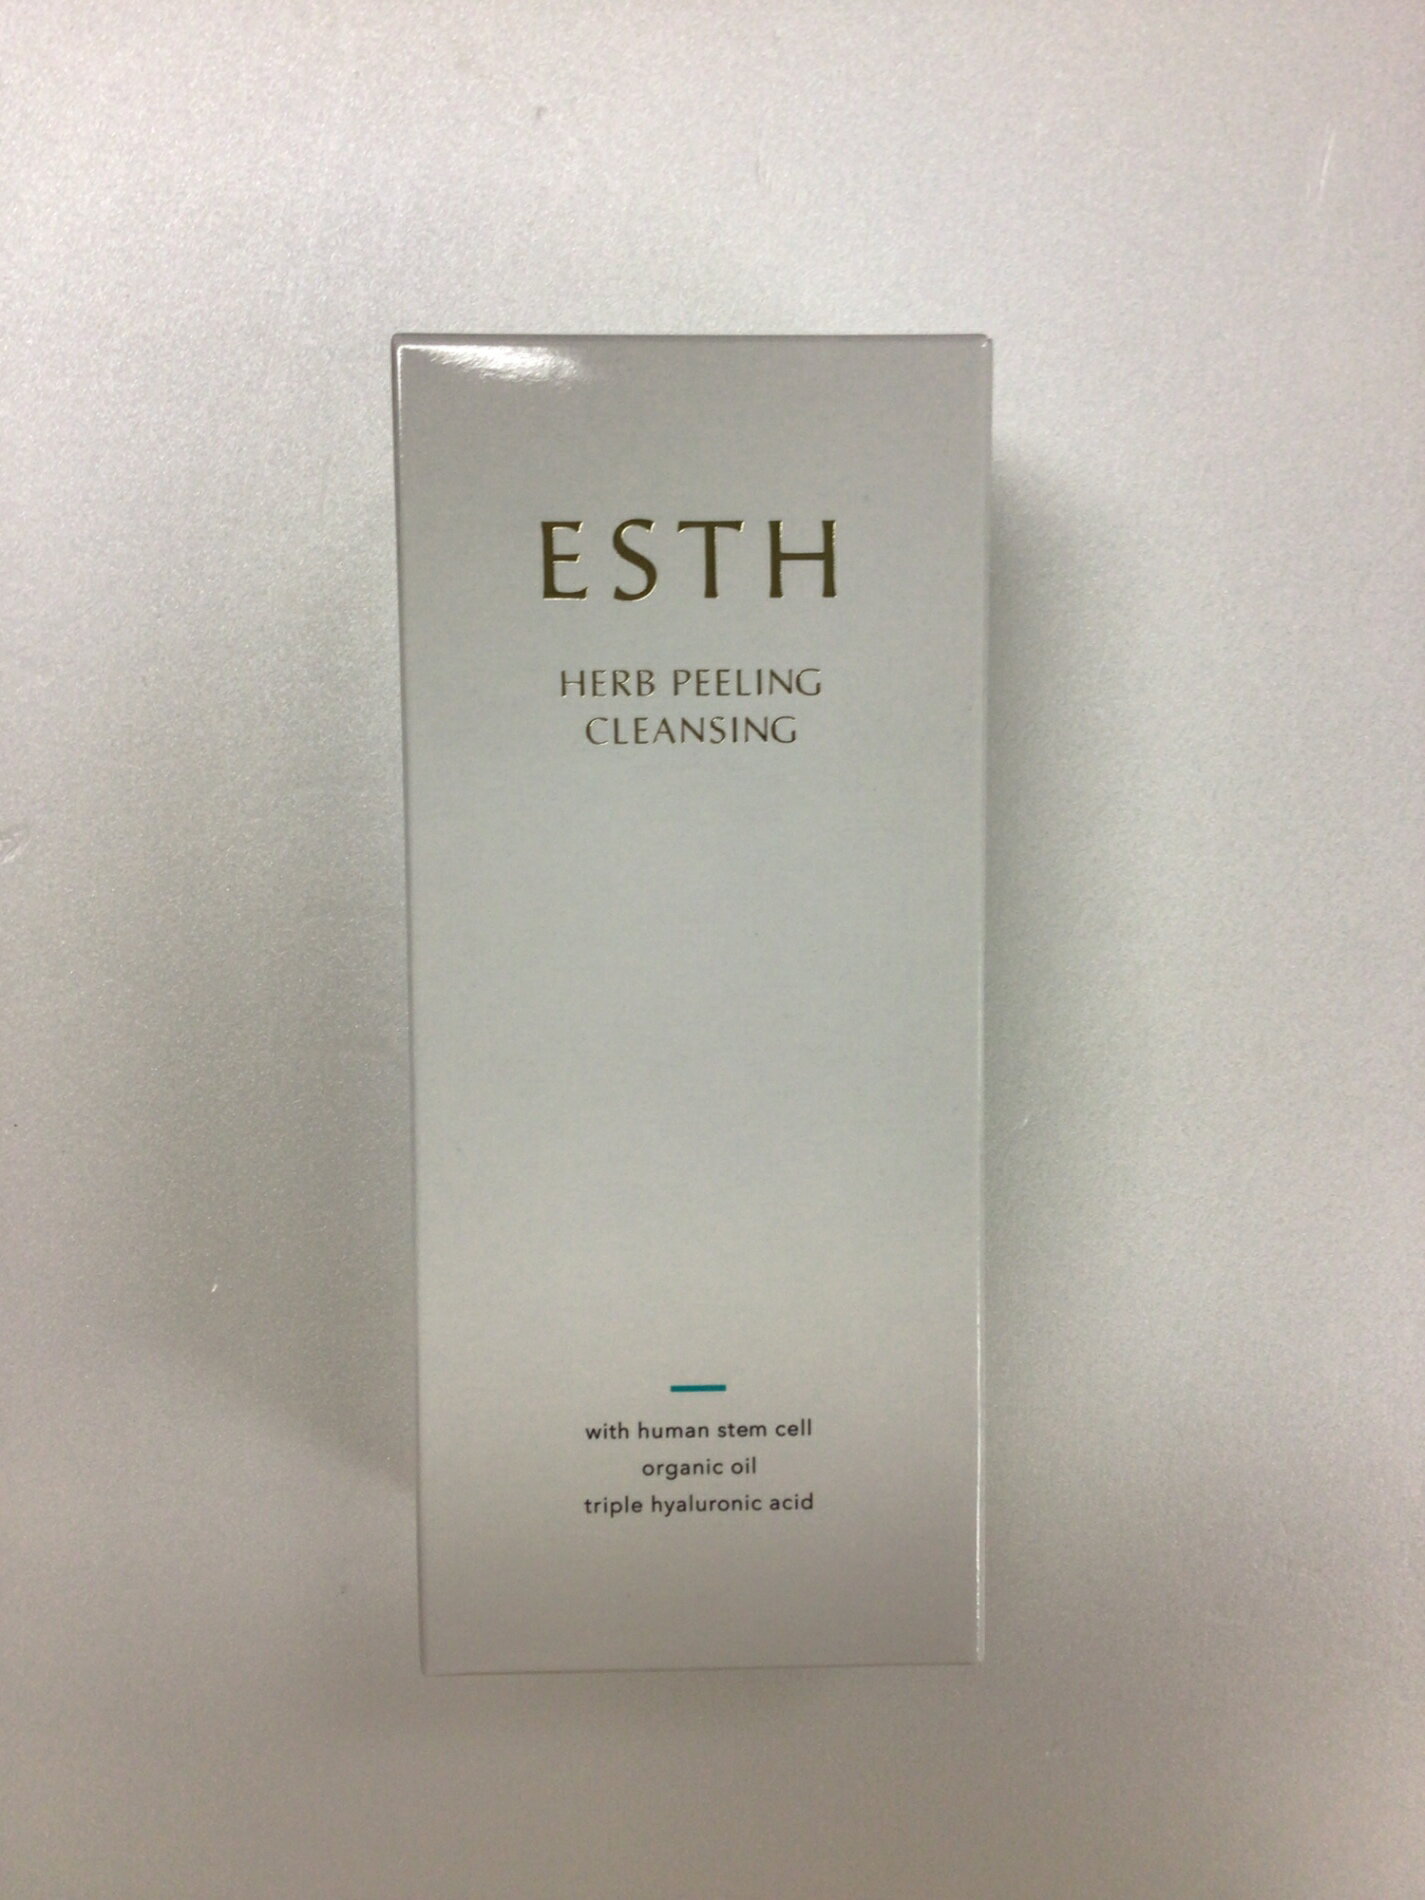 ESTH
HERB PEELING
CLEANSING
with human stem cell
organic oil
triple hyaluronic acid